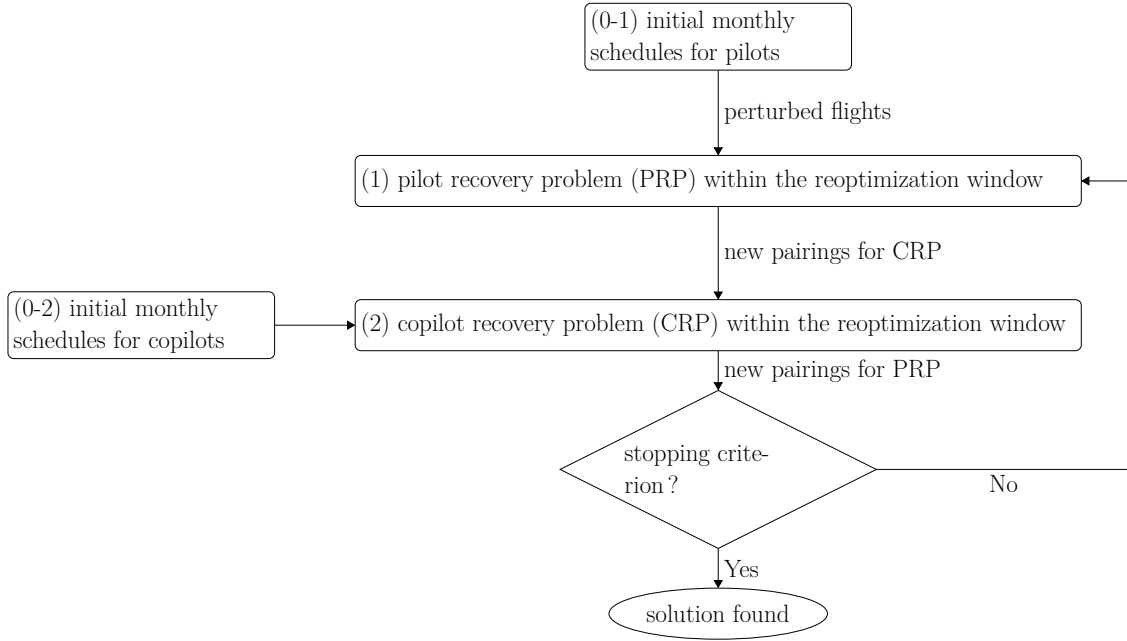 (0-1) initial monthly
schedules for pilots
perturbed flights
(1) pilot recovery problem (PRP) within the reoptimization window
new pairings for CRP
(0-2) initial monthly
schedules for copilots
(2) copilot recovery problem (CRP) within the reoptimization window
new pairings for PRP
stopping crite-
rion ?
No
Yes
solution found